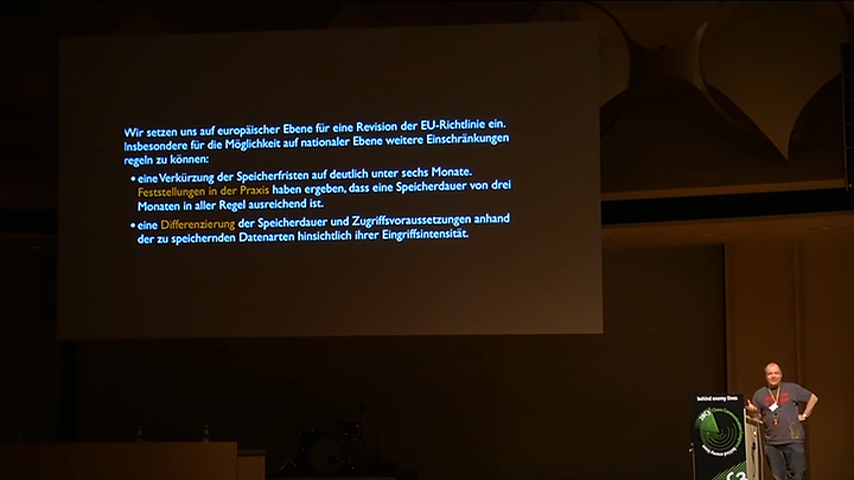 Wir setzen uns auf europäischer Ebene für eine Revision der EU-Richtlinie ein.
Insbesondere für die Möglichkeit auf nationaler Ebene weitere Einschränkungen
regeln zu können:
• eine Verkürzung der Speicherfristen auf deutlich unter sechs Monate.
Feststellungen in der Praxis haben ergeben, dass eine Speicherdauer von drei
Monaten in aller Regel ausreichend ist.
• eine Differenzierung der Speicherdauer und Zugriffsvoraussetzungen anhand
der zu speichernden Datenarten hinsichtlich ihrer Eingriffsintensität.
behind enemy lines